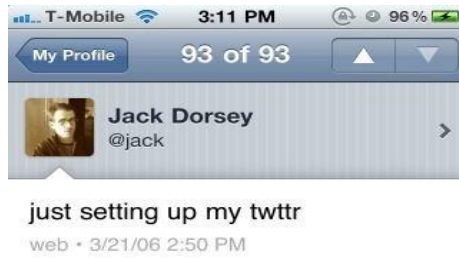 T-Mobile 3:11 PM 96%
My Profile 93 of 93
Jack Dorsey
@jack
just setting up my twttr
web • 3/21/06 2:50 PM